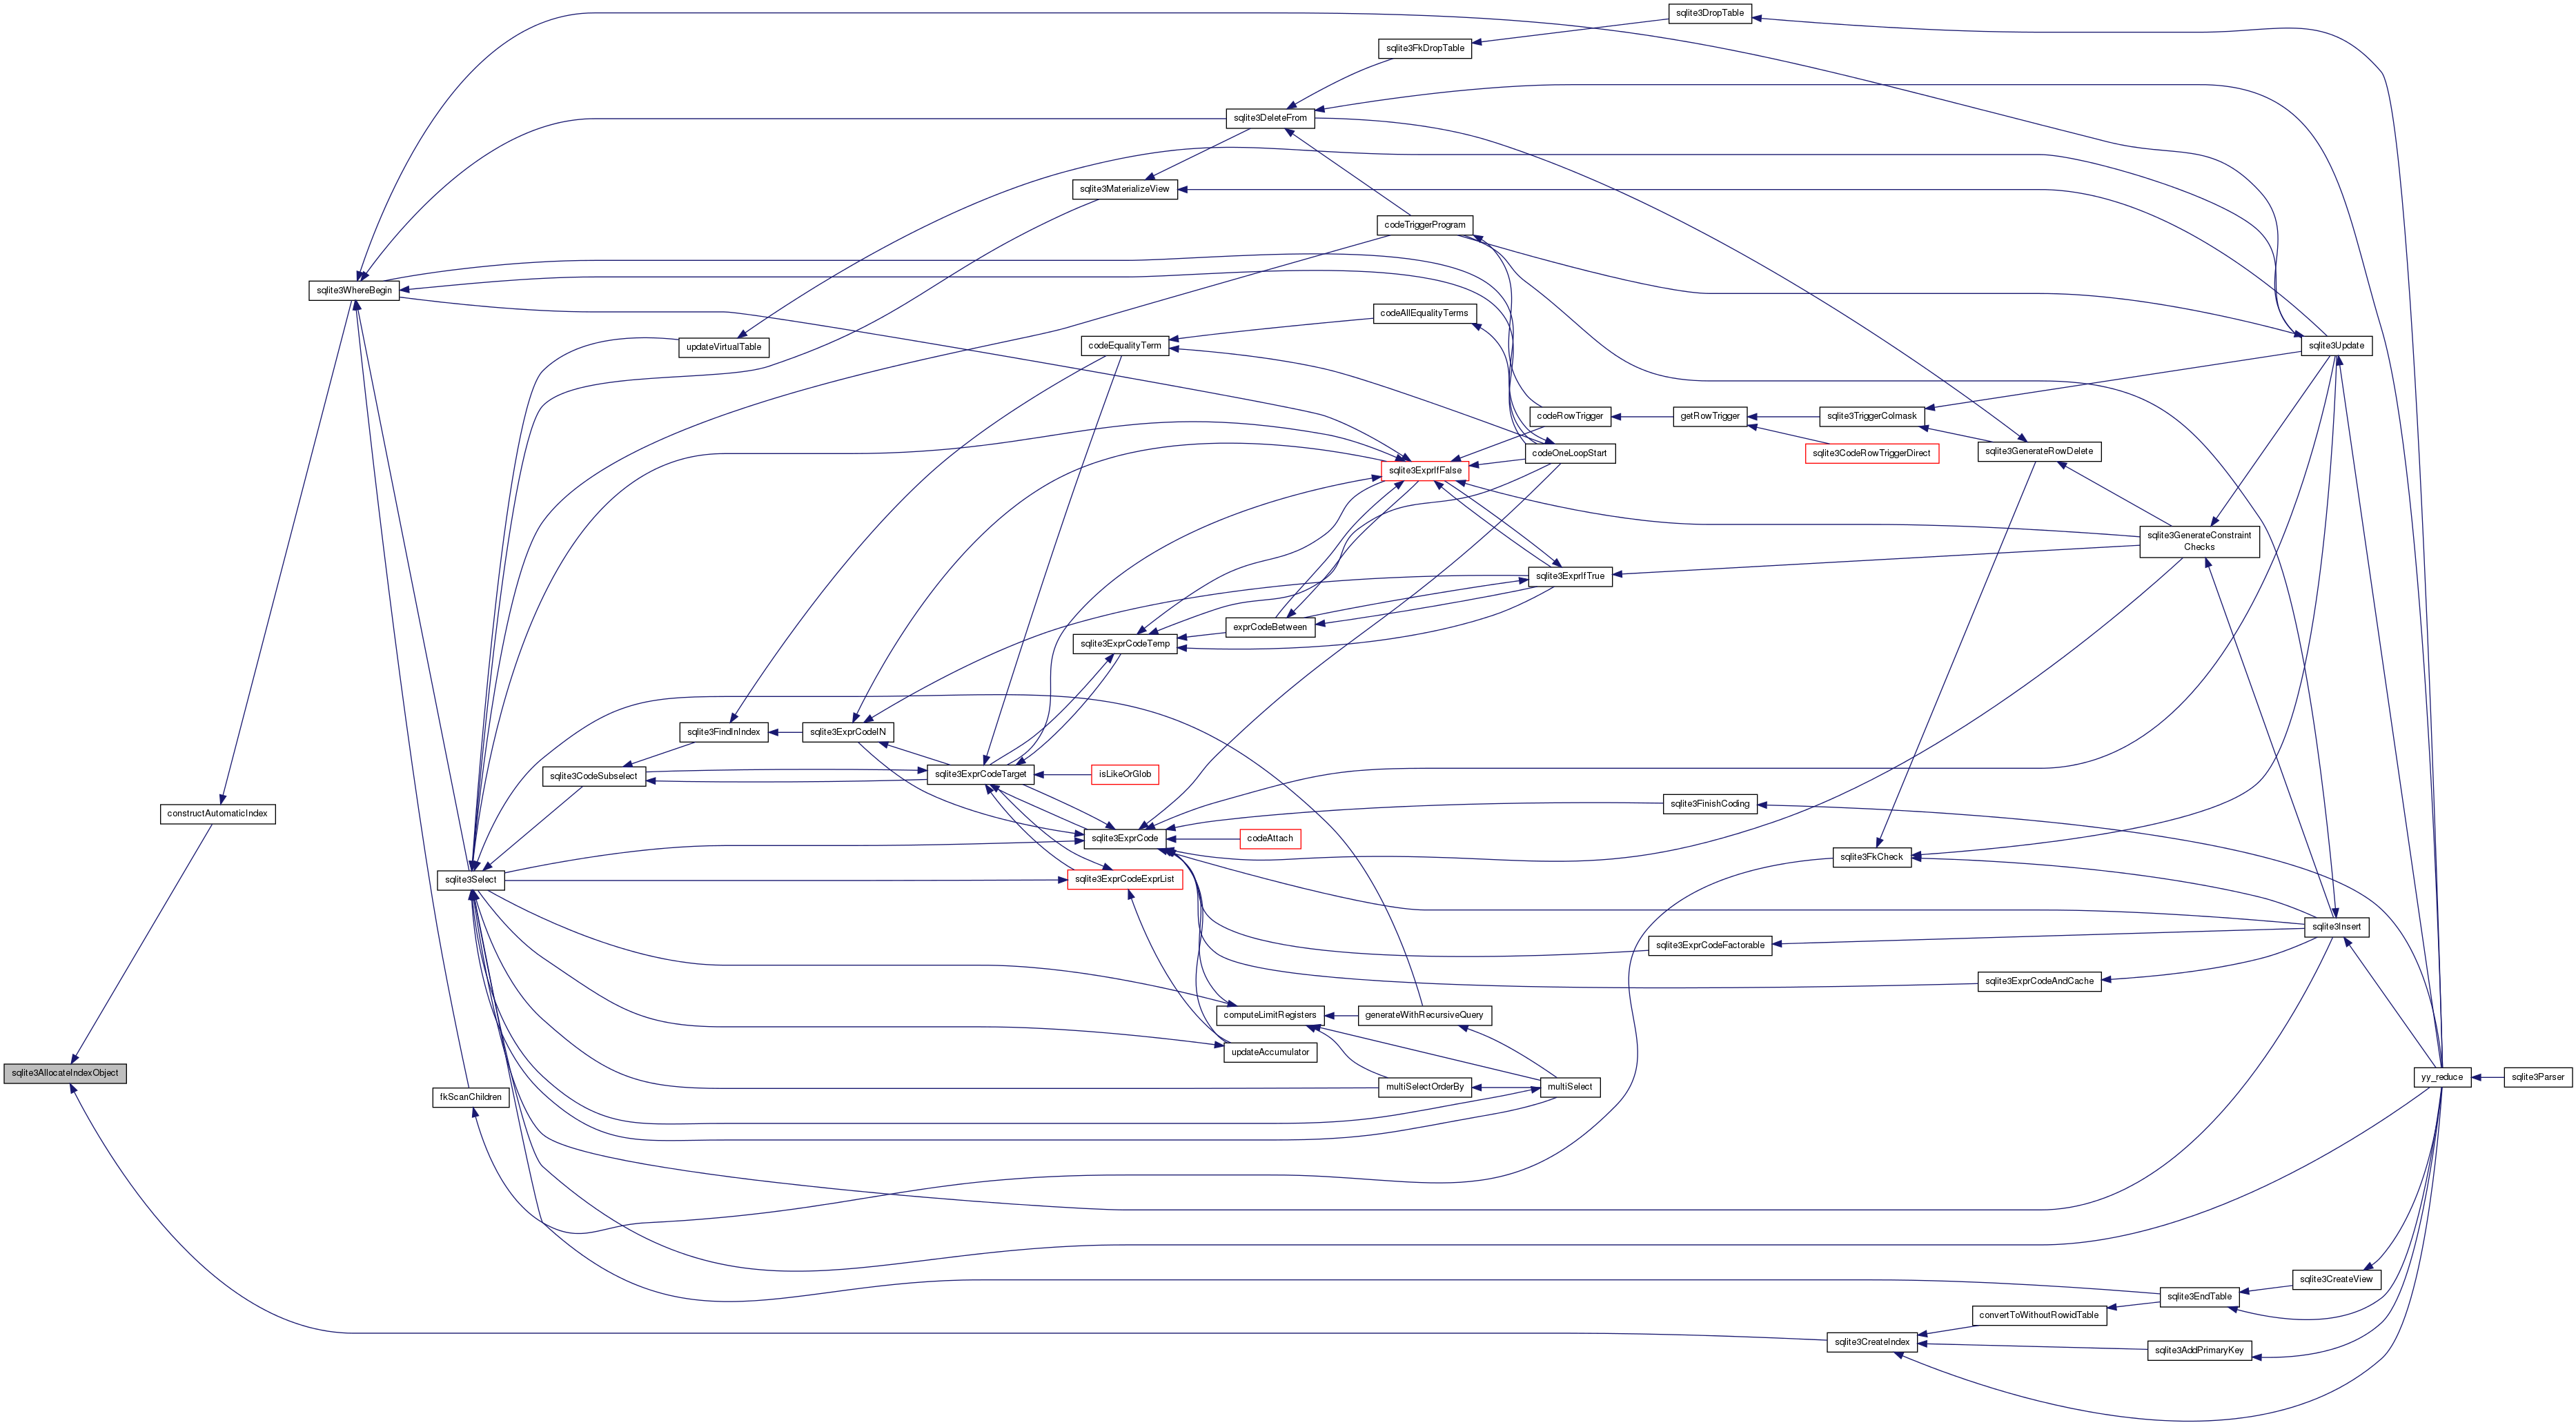 sqlite3DropTable
sqlite3FkDropTable
sqlite3DeleteFrom
sqlite3MaterializeView
codeTriggerProgram
sqlite3WhereBegin
codeAllEqualityTerms
updateVirtualTable
codeEqualityTerm
sqlite3Update
codeRowTrigger
getRowTrigger
sqlite3TriggerColmask
sqlite3CodeRowTriggerDirect
sqlite3GenerateRowDelete
codeOneLoopStart
sqlite3ExprIfFalse
sqlite3GenerateConstraint
Checks
sqlite3ExprIfTrue
exprCodeBetween
sqlite3ExprCodeTemp
sqlite3FindInIndex
sqlite3ExprCodeIN
sqlite3CodeSubselect
sqlite3ExprCodeTarget
isLikeOrGlob
constructAutomaticIndex
sqlite3FinishCoding
sqlite3ExprCode
codeAttach
sqlite3FkCheck
sqlite3Select
sqlite3ExprCodeExprList
sqlite3Insert
sqlite3ExprCodeFactorable
sqlite3ExprCodeAndCache
computeLimitRegisters
generateWithRecursiveQuery
updateAccumulator
sqlite3AllocateIndexObject
multiSelectOrderBy
multiSelect
yy_reduce
sqlite3Parser
fkScanChildren
sqlite3CreateView
sqlite3EndTable
convertToWithoutRowidTable
sqlite3CreateIndex
sqlite3AddPrimaryKey